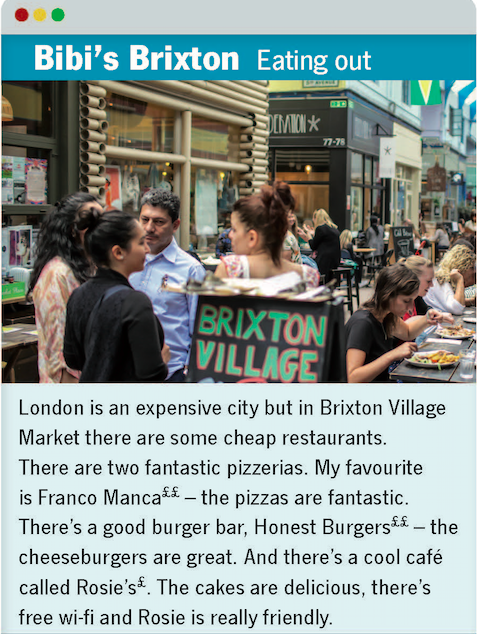 Bibi's Brixton Eating out
77-78
BRIXTON
VILLAGE
London is an expensive city but in Brixton Village
Market there are some cheap restaurants.
There are two fantastic pizzerias. My favourite
is Franco Manca££ – the pizzas are fantastic.
There's a good burger bar, Honest Burgers££ – the
cheeseburgers are great. And there's a cool café
called Rosie's£. The cakes are delicious, there's
free wi-fi and Rosie is really friendly.